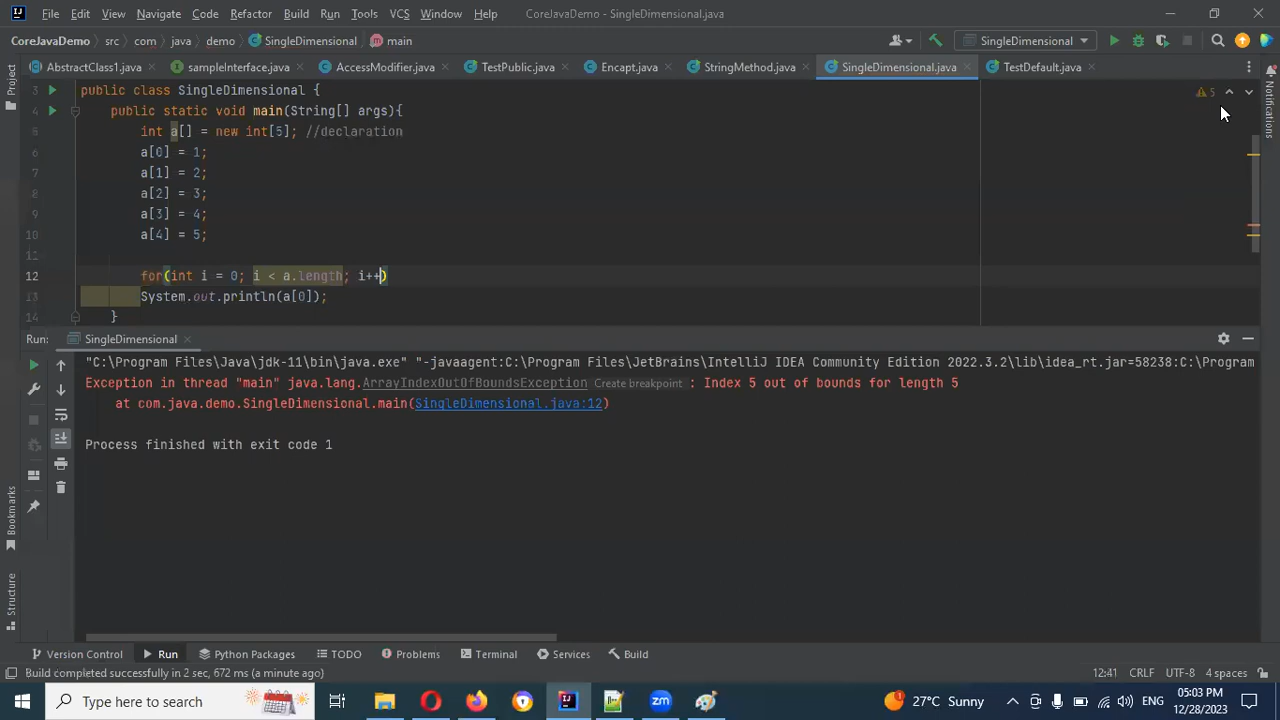 File Edit View Navigate Code Refactor Build Run Tools VCS Window Help CoreJavaDemo - SingleDimensional.java
CoreJavaDemo src com java demo SingleDimensional main SingleDimensional
AbstractClass1.java sampleInterface.java AccessModifier.java TestPublic.java Encapt.java StringMethod.java SingleDimensional.java TestDefault.java
Project
Notifications
3 public class SingleDimensional {
5
4 public static void main(String[] args){
5 int a[] = new int[5]; //declaration
6 a[0] = 1;
7 a[1] = 2;
8 a[2] = 3;
9 a[3] = 4;
10 a[4] = 5;
11
12 for(int i = 0; i < a.length; i++)
13 System.out.println(a[0]);
14 }
Run: SingleDimensional
"C:\Program Files\Java\jdk-11\bin\java.exe" "-javaagent:C:\Program Files\JetBrains\IntelliJ IDEA Community Edition 2022.3.2\lib\idea_rt.jar=58238:C:\Program
Exception in thread "main" java.lang.ArrayIndexOutOfBoundsException Create breakpoint : Index 5 out of bounds for length 5
at com.java.demo.SingleDimensional.main(SingleDimensional.java:12)
Process finished with exit code 1
Bookmarks
Structure
Version Control Run Python Packages TODO Problems Terminal Services Build
Build completed successfully in 2 sec, 672 ms (a minute ago) 12:41 CRLF UTF-8 4 spaces
Type here to search zm 1 27°C Sunny ENG 05:03 PM
12/28/2023